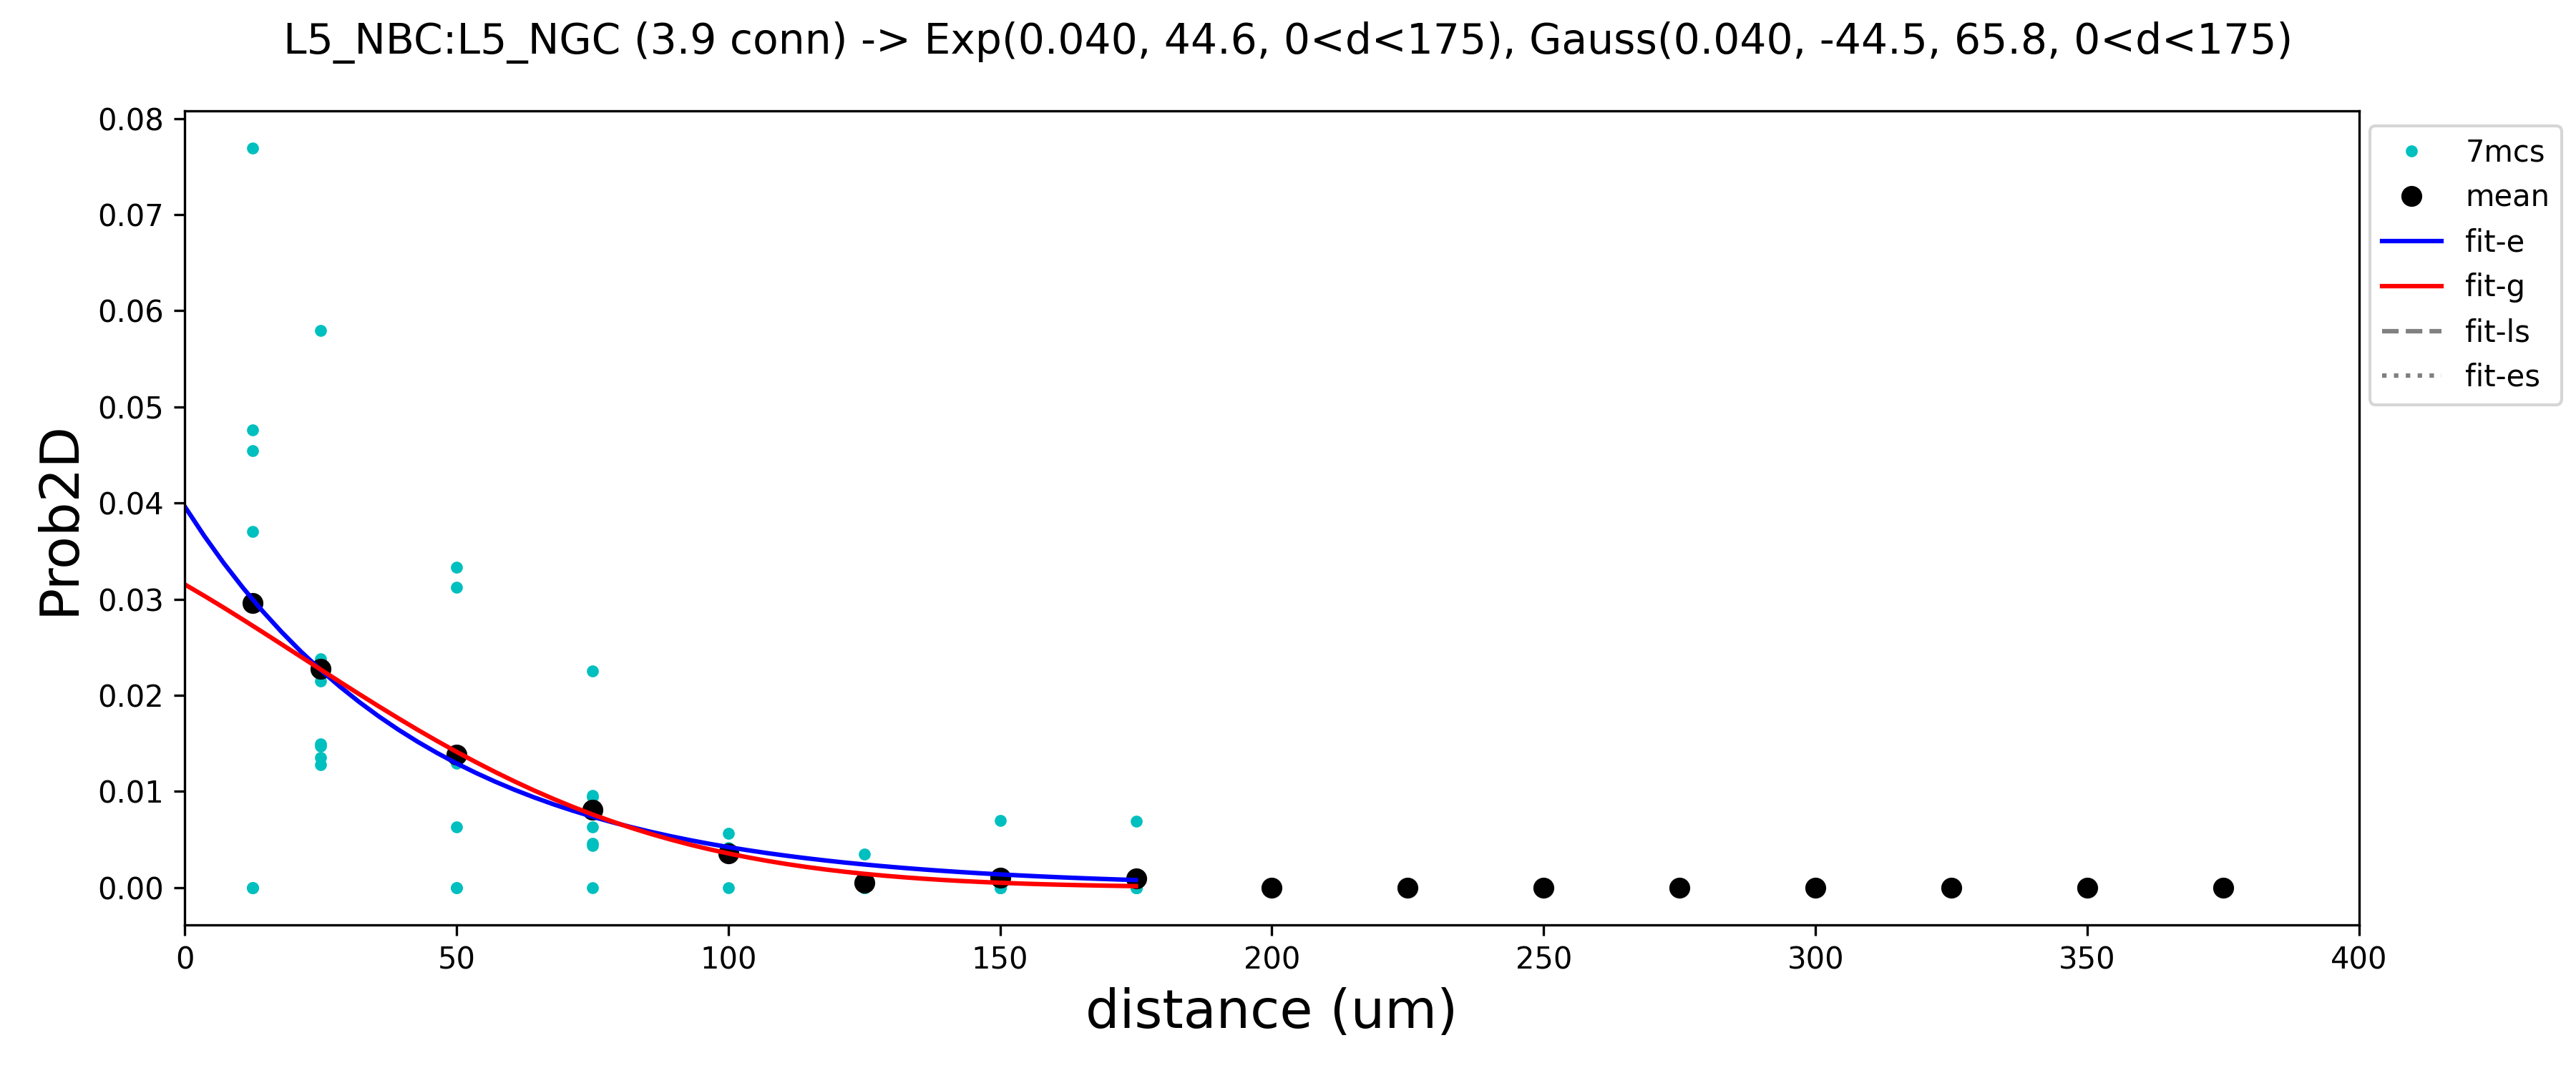 L5_NBC:L5_NGC (3.9 conn) -> Exp(0.040, 44.6, 0<d<175), Gauss(0.040, -44.5, 65.8, 0<d<175)
0.08
0.07
0.06
0.05
0.04
0.03
0.02
0.01
0.00
Prob2D
0 50 100 150 200 250 300 350 400
distance (um)
7mcs
mean
fit-e
fit-g
fit-ls
fit-es